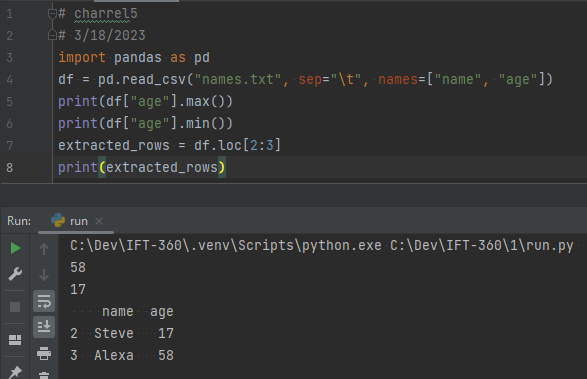 1 # charrel5
2 # 3/18/2023
3 import pandas as pd
4 df = pd.read_csv("names.txt", sep="\t", names=["name", "age"])
5 print(df["age"].max())
6 print(df["age"].min())
7 extracted_rows = df.loc[2:3]
8 print(extracted_rows)
Run: run
C:\Dev\IFT-360\.venv\Scripts\python.exe C:\Dev\IFT-360\1\run.py
58
17
name age
2 Steve 17
3 Alexa 58